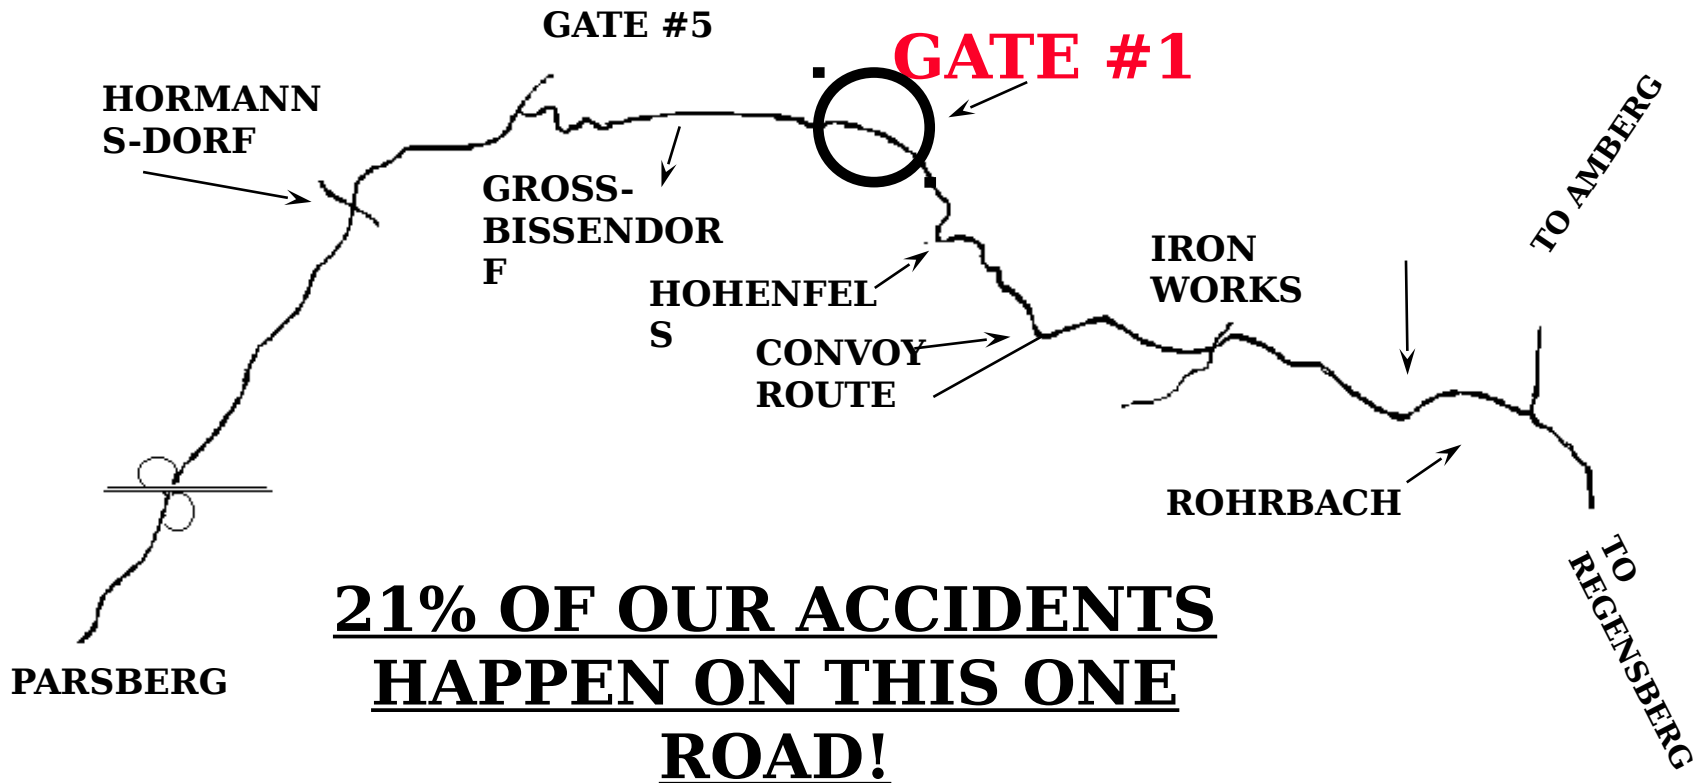 GATE #5
GATE #1
HORMANN
S-DORF
GROSS-
BISSENDOR
F
TO AMBERG
IRON
WORKS
HOHENFEL
S
CONVOY
ROUTE
ROHRBACH
TO
REGENSBERG
PARSBERG
21% OF OUR ACCIDENTS
HAPPEN ON THIS ONE
ROAD!